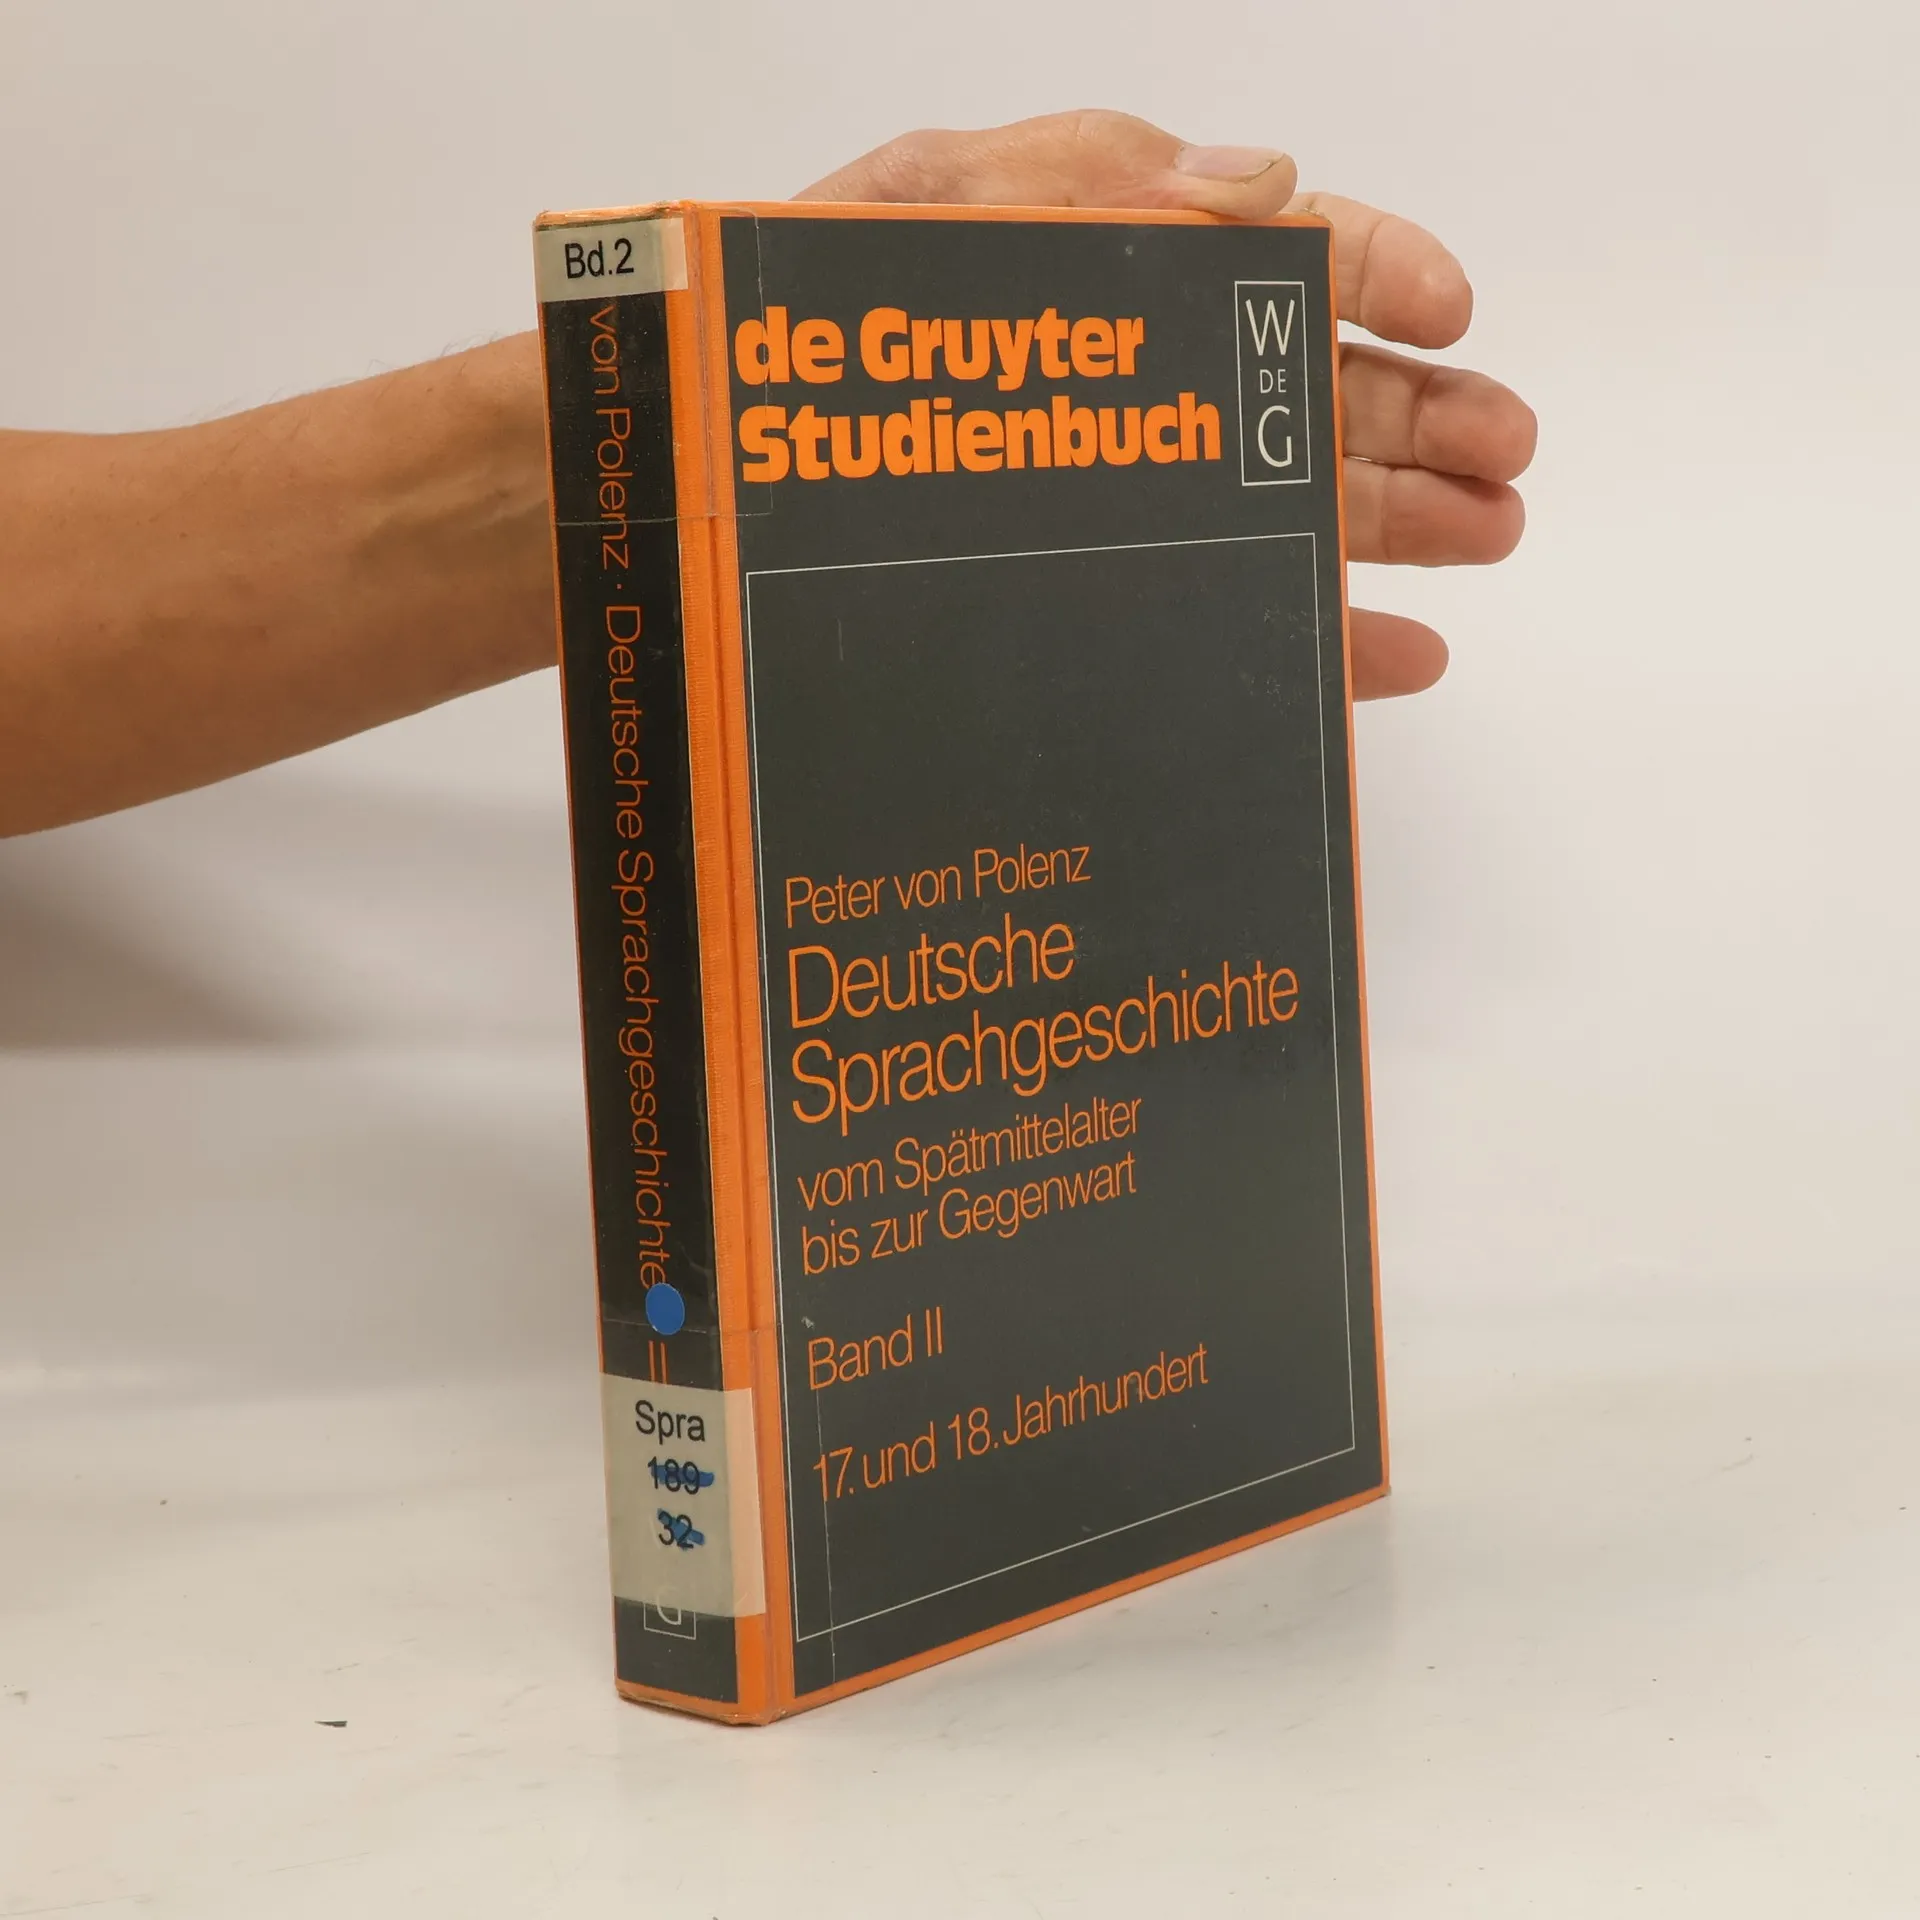 Bd.2
von Polenz · Deutsche Sprachgeschichte
II
Spra
189
32
G
de Gruyter
Studienbuch
W
DE
G
Peter von Polenz
Deutsche
Sprachgeschichte
vom Spätmittelalter
bis zur Gegenwart
Band II
17. und 18. Jahrhundert